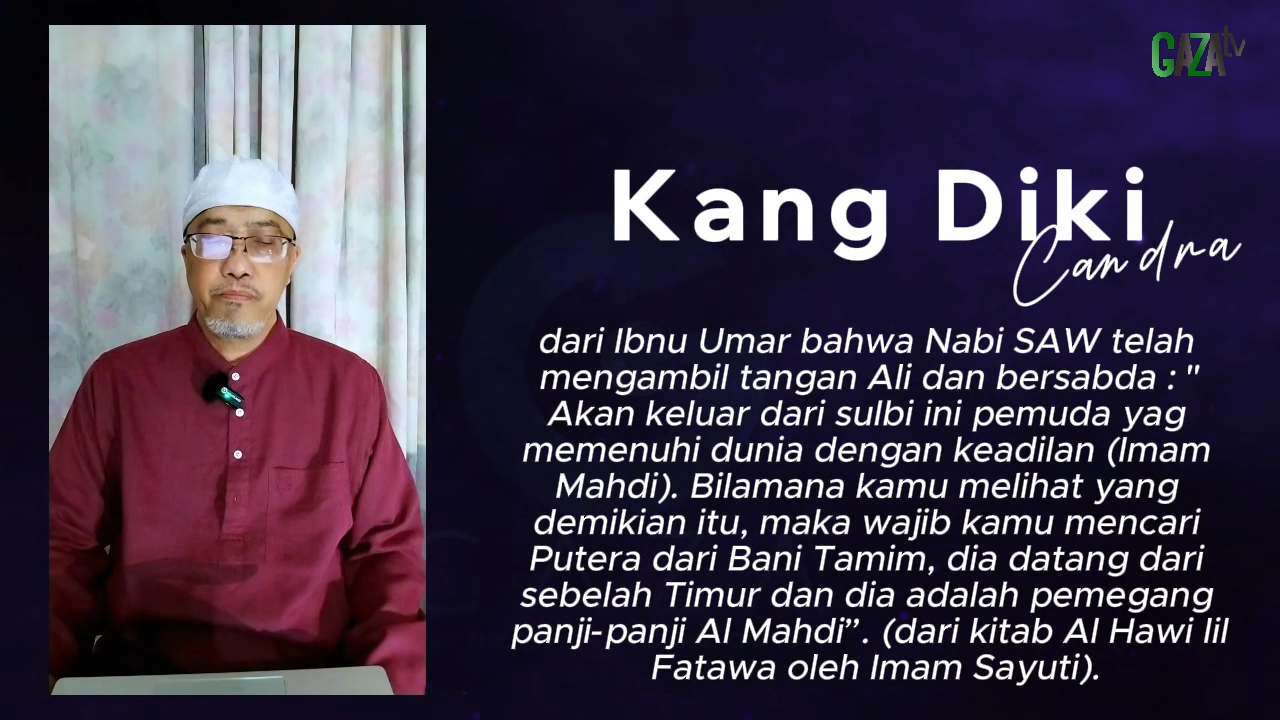 GAZA tv
Kang Diki
Candra
dari Ibnu Umar bahwa Nabi SAW telah
mengambil tangan Ali dan bersabda : "
Akan keluar dari sulbi ini pemuda yag
memenuhi dunia dengan keadilan (Imam
Mahdi). Bilamana kamu melihat yang
demikian itu, maka wajib kamu mencari
Putera dari Bani Tamim, dia datang dari
sebelah Timur dan dia adalah pemegang
panji-panji Al Mahdi”. (dari kitab Al Hawi lil
Fatawa oleh Imam Sayuti).